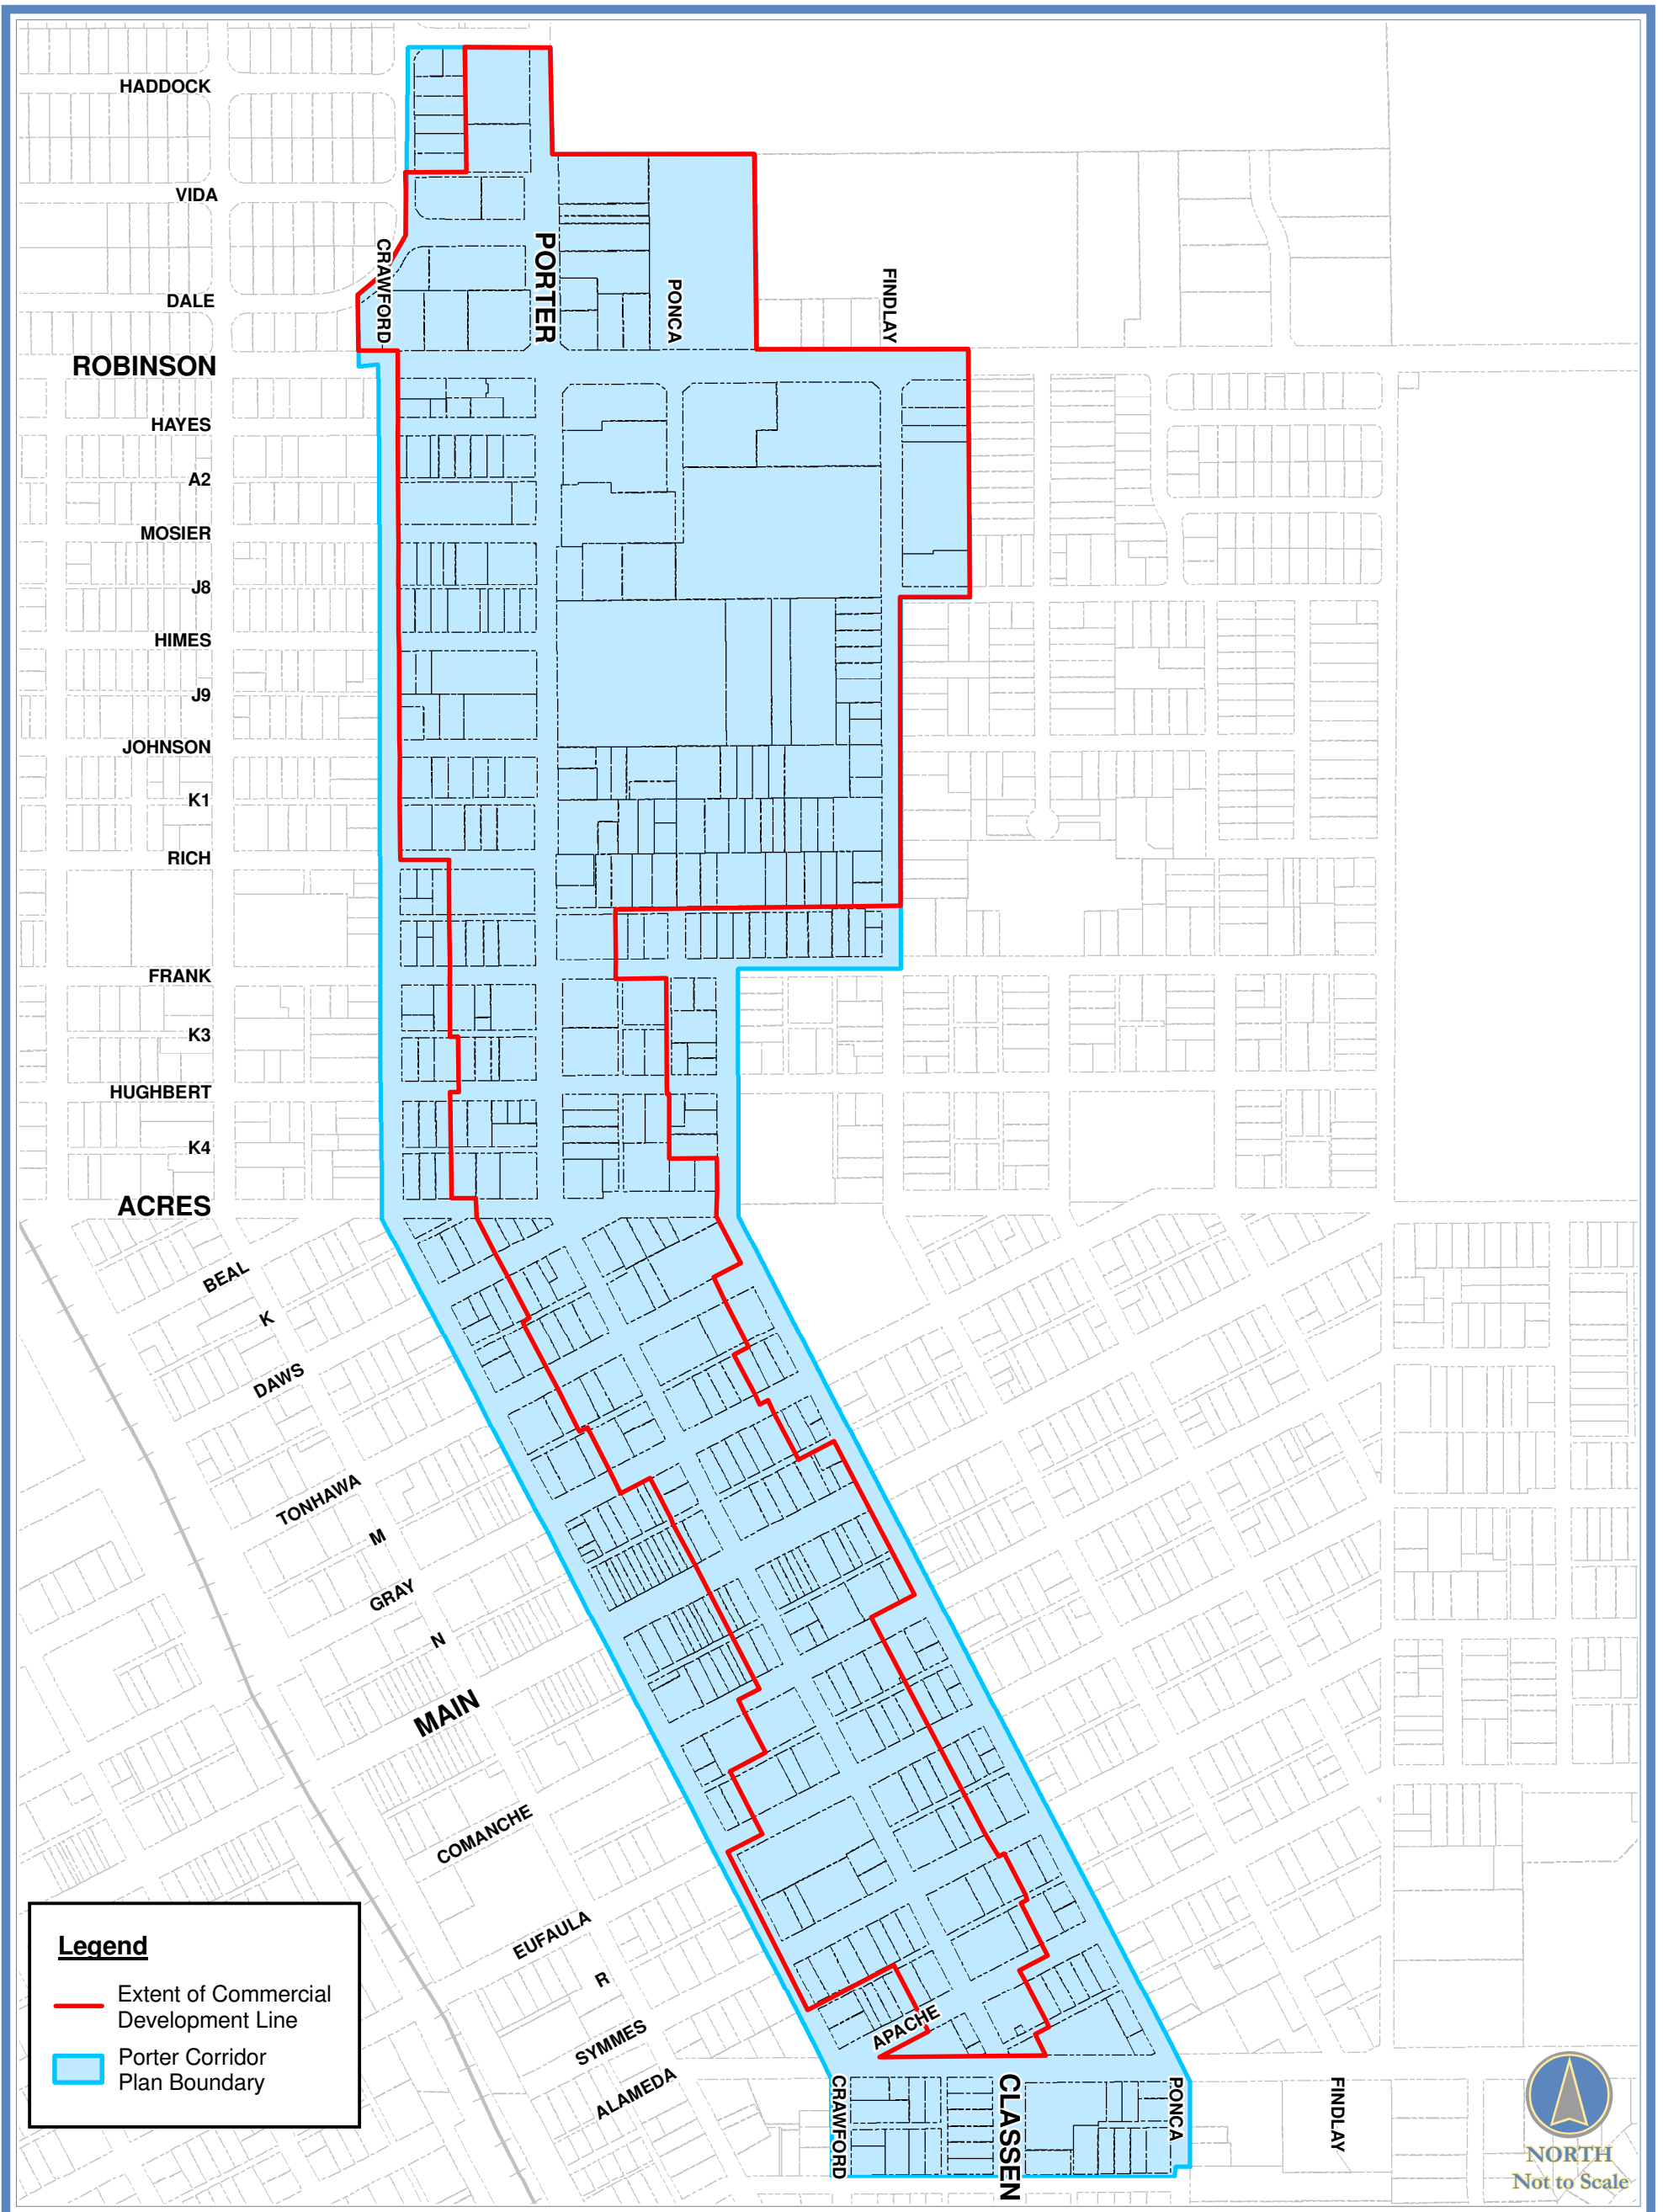 HADDOCK
VIDA
CRAWFORD
PORTER
PONCA
FINDLAY
DALE
ROBINSON
HAYES
A2
MOSIER
J8
HIMES
J9
JOHNSON
K1
RICH
FRANK
K3
HUGHBERT
K4
ACRES
BEAL
K
DAWS
TONHAWA
M
GRAY
N
MAIN
COMANCHE
EUFAULA
R
SYMMES
ALAMEDA
APACHE
CRAWFORD
CLASSEN
PONCA
FINDLAY
Legend
Extent of Commercial
Development Line
Porter Corridor
Plan Boundary
NORTH
Not to Scale